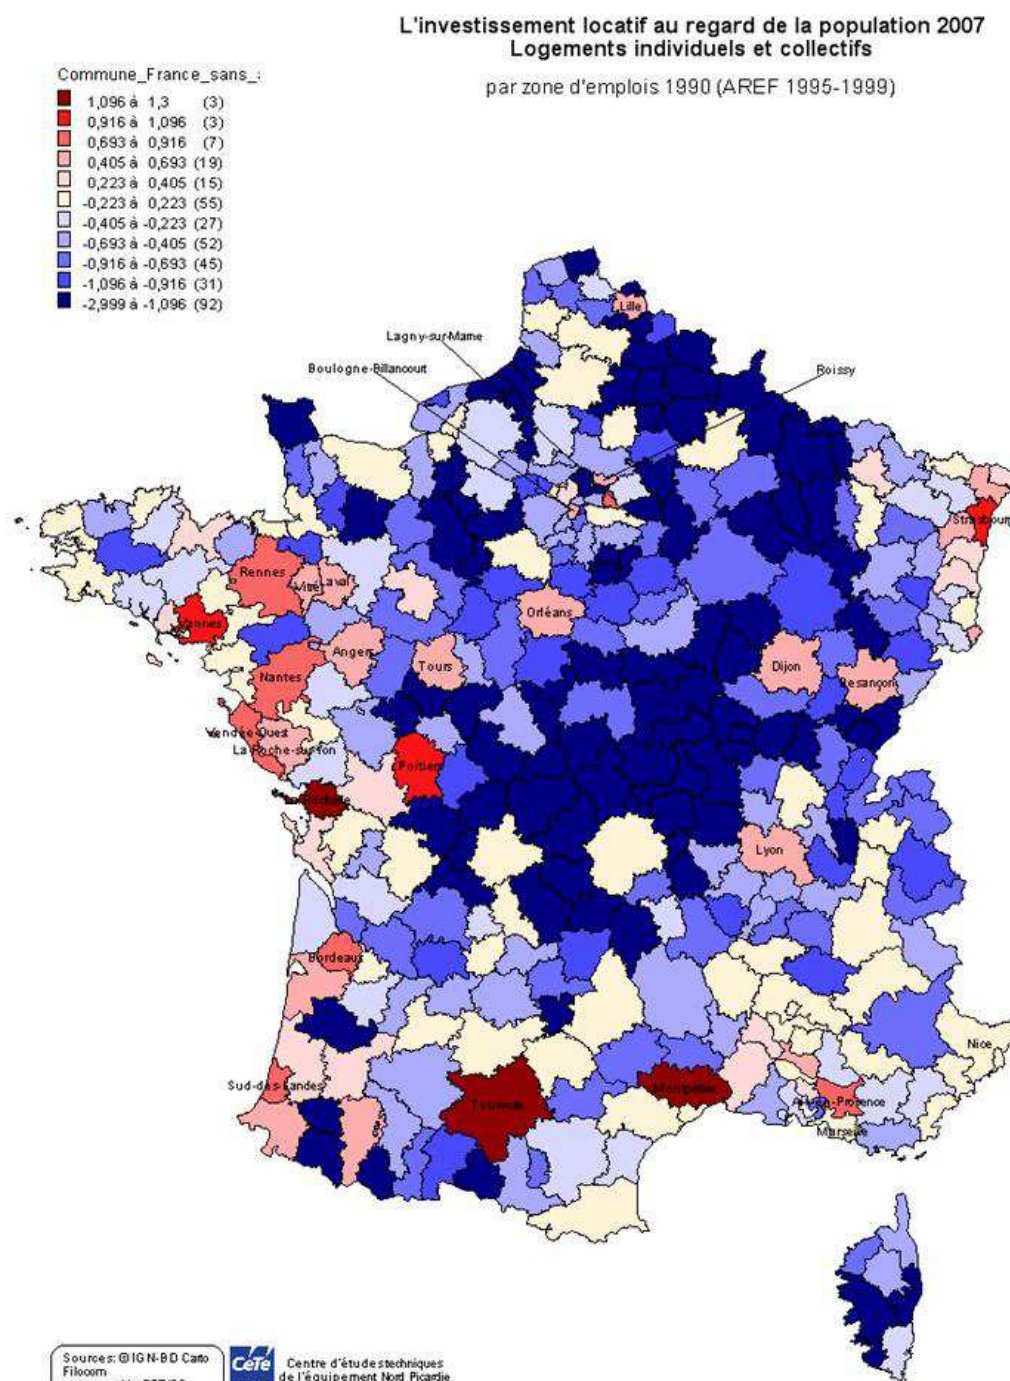 L'investissement locatif au regard de la population 2007
Logements individuels et collectifs
par zone d'emplois 1990 (AREF 1995-1999)
Commune_France_sans_
1,096 à 1,3 (3)
0,916 à 1,096 (3)
0,693 à 0,916 (7)
0,405 à 0,693 (19)
0,223 à 0,405 (15)
-0,223 à 0,223 (55)
-0,405 à -0,223 (27)
-0,693 à -0,405 (52)
-0,916 à -0,693 (45)
-1,096 à -0,916 (31)
-2,999 à -1,096 (92)
Lille
Lagny-sur-Marne
Boulogne-Billancourt
Roissy
Strasbourg
Rennes
Vitré
Laval
Orléans
Vannes
Angers
Tours
Dijon
Besançon
Nantes
Vendée-Ouest
La Roche-sur-Yon
Poitiers
La Rochelle
Lyon
Bordeaux
Nice
Sud-des-Landes
Toulouse
Montpellier
Aix-en-Provence
Marseille
Sources: © IGN-BD Carto
Filocom
CeTe
Centre d'études techniques
de l'équipement Nord Picardie